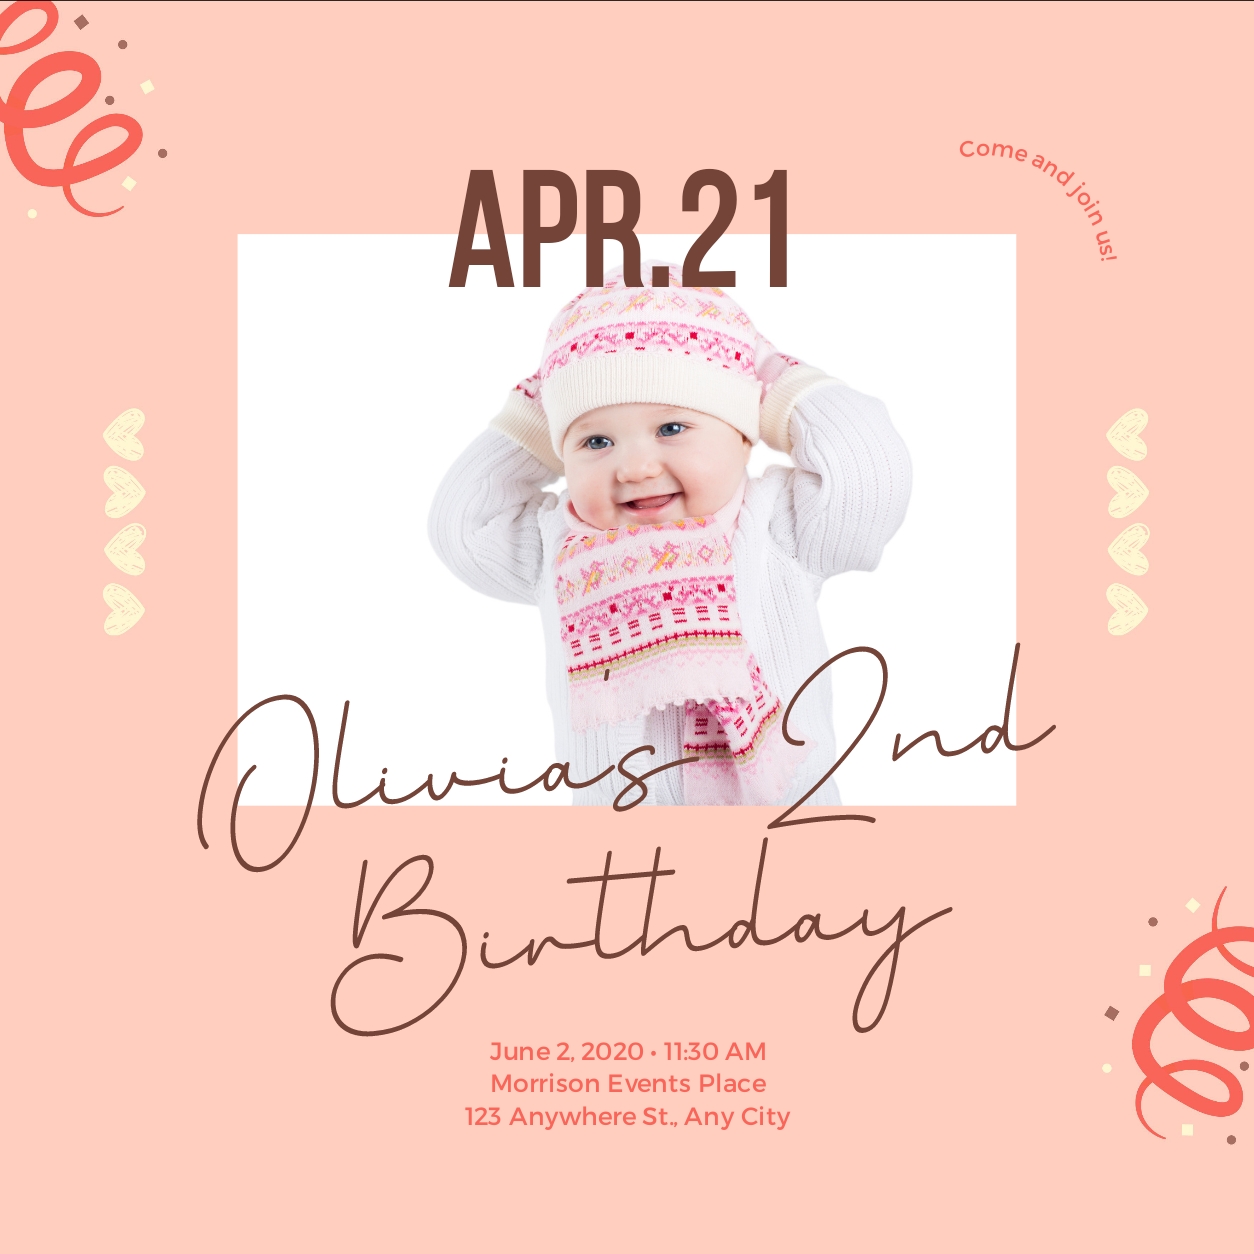 Come and join us!
APR.21
Olivia's 2nd
Birthday
June 2, 2020 • 11:30 AM
Morrison Events Place
123 Anywhere St., Any City